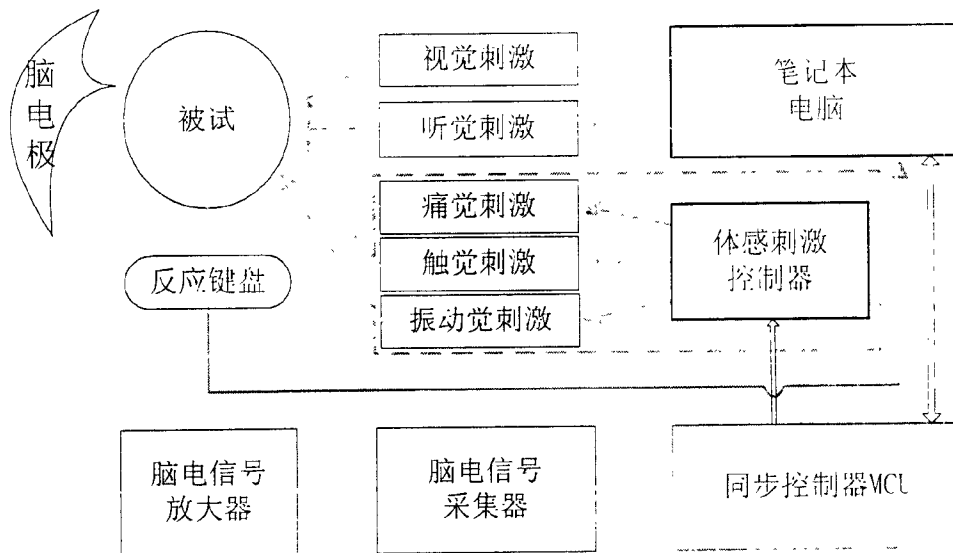 脑电极
被试
视觉刺激
听觉刺激
笔记本
电脑
痛觉刺激
触觉刺激
振动觉刺激
体感刺激
控制器
反应键盘
脑电信号
放大器
脑电信号
采集器
同步控制器MCU